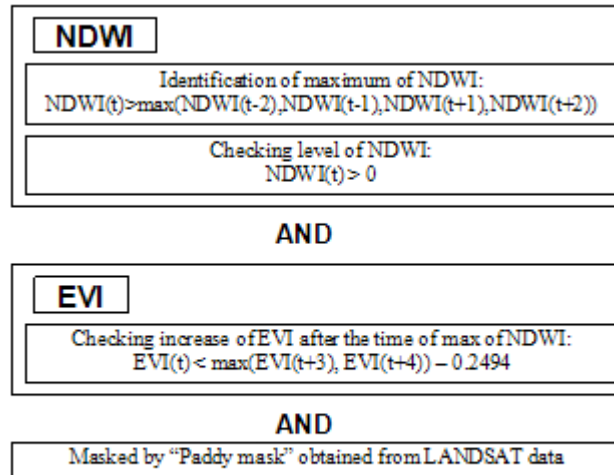 NDWI
Identification of maximum of NDWI:
NDWI(t)>max(NDWI(t-2),NDWI(t-1),NDWI(t+1),NDWI(t+2))
Checking level of NDWI:
NDWI(t) > 0
AND
EVI
Checking increase of EVI after the time of max of NDWI:
EVI(t) < max(EVI(t+3), EVI(t+4)) – 0.2494
AND
Masked by “Paddy mask” obtained from LANDSAT data